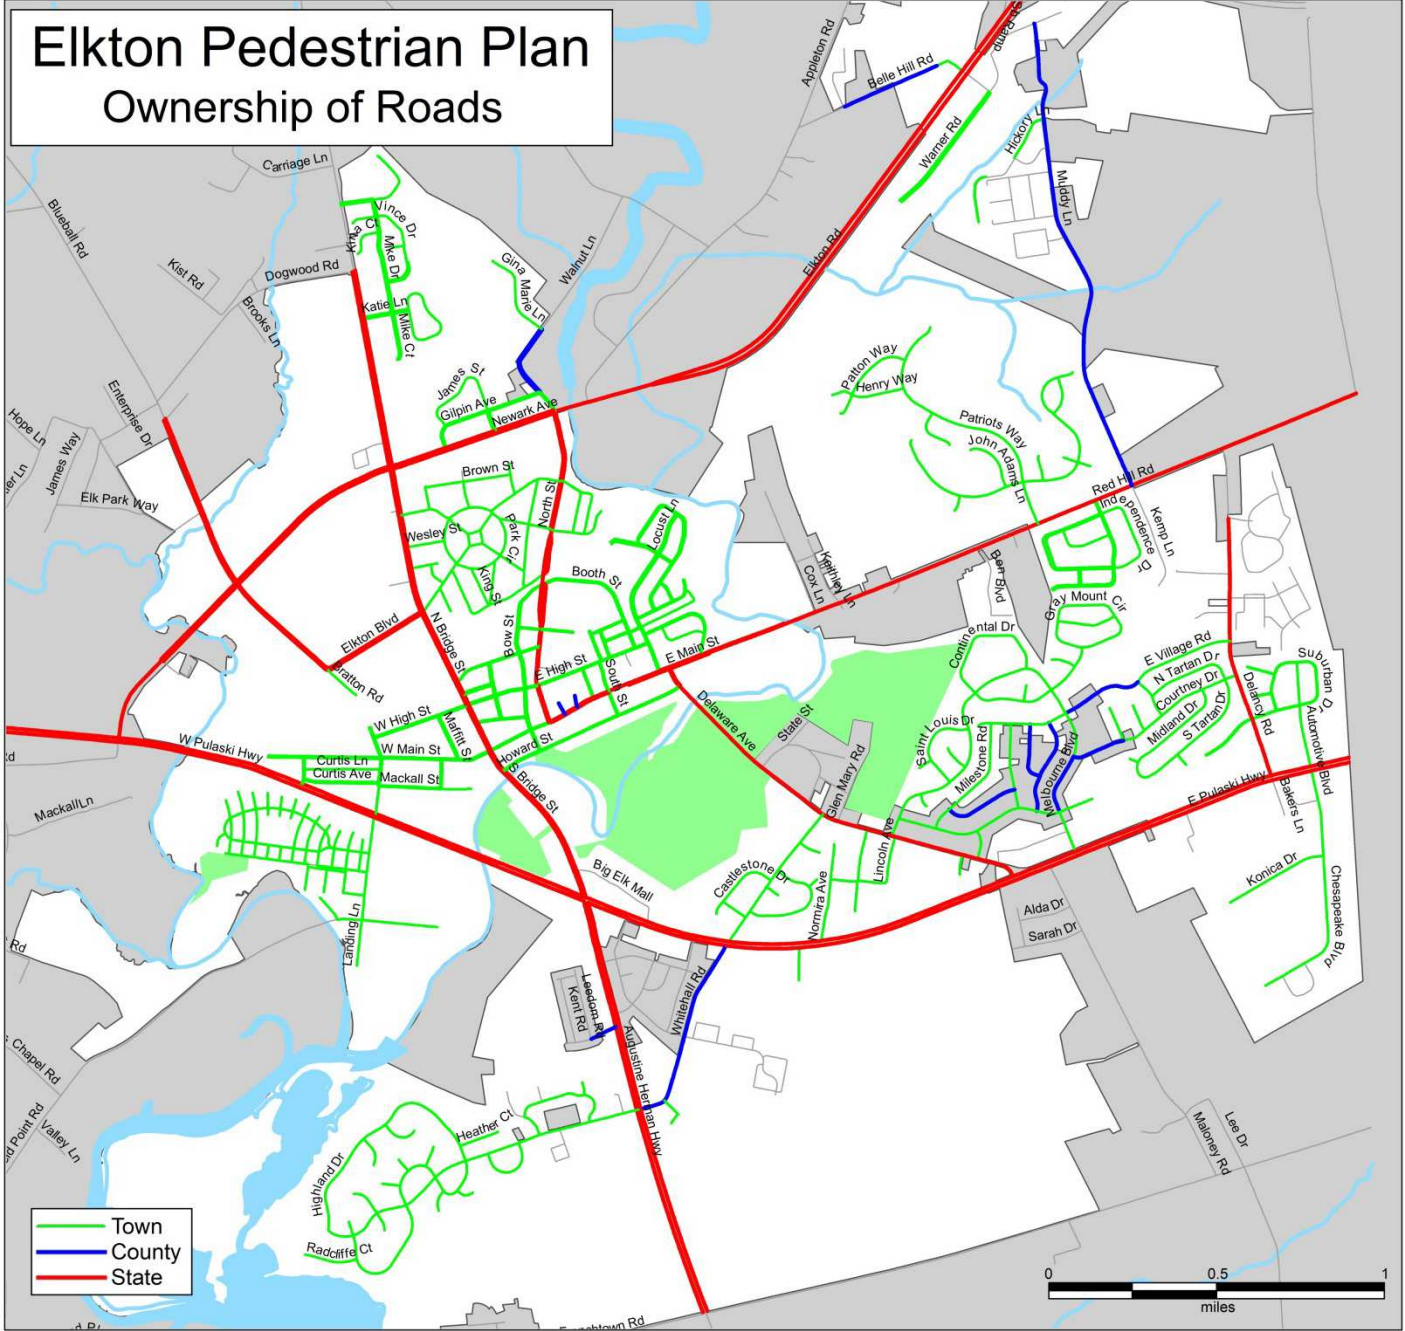 Elkton Pedestrian Plan
Ownership of Roads
Appleton Rd
Belle Hill Rd
Ramp
Warner Rd
Hickory Ln
Muddy Ln
Elkton Rd
Carriage Ln
Blueball Rd
Vince Dr
Mike Dr
Kist Rd
Dogwood Rd
Brooks Ln
Katie Ln
Mike Ct
Gina Marie Ln
Walnut Ln
Enterprise Dr
Hope Ln
James Way
Elk Park Way
James St
Gilpin Ave
Newark Ave
Patton Way
Henry Way
Patriots Way
John Adams Ln
Red Hill Rd
Independence Dr
Kemp Ln
Brown St
Wesley St
Park Cir
King St
North St
Locust Ln
Booth St
Bow St
Keithley Ln
Cox Ln
Ben Blvd
Gray Mount Cir
Continental Dr
Elkton Blvd
Bratton Rd
N Bridge St
E High St
South St
E Main St
Delaware Ave
State St
Glen Mary Rd
Saint Louis Dr
Milestone Rd
Melbourne Blvd
E Village Rd
N Tartan Dr
Courtney Dr
Midland Dr
S Tartan Dr
Delancy Rd
Suburban Dr
Automotive Blvd
W High St
Maffitt St
W Main St
Howard St
W Pulaski Hwy
Curtis Ln
Curtis Ave
Mackall St
S Bridge St
Mackall Ln
E Pulaski Hwy
Bakers Ln
Konica Dr
Chesapeake Blvd
Big Elk Mall
Castlestone Dr
Normira Ave
Lincoln Ave
Alda Dr
Sarah Dr
Landing Ln
Leedom Rd
Kent Rd
Whitehall Rd
Augustine Herman Hwy
Chapel Rd
Valley Ln
Point Rd
Heather Ct
Highland Dr
Radcliffe Ct
Maloney Rd
Lee Dr
Town
County
State
0 0.5 1
miles